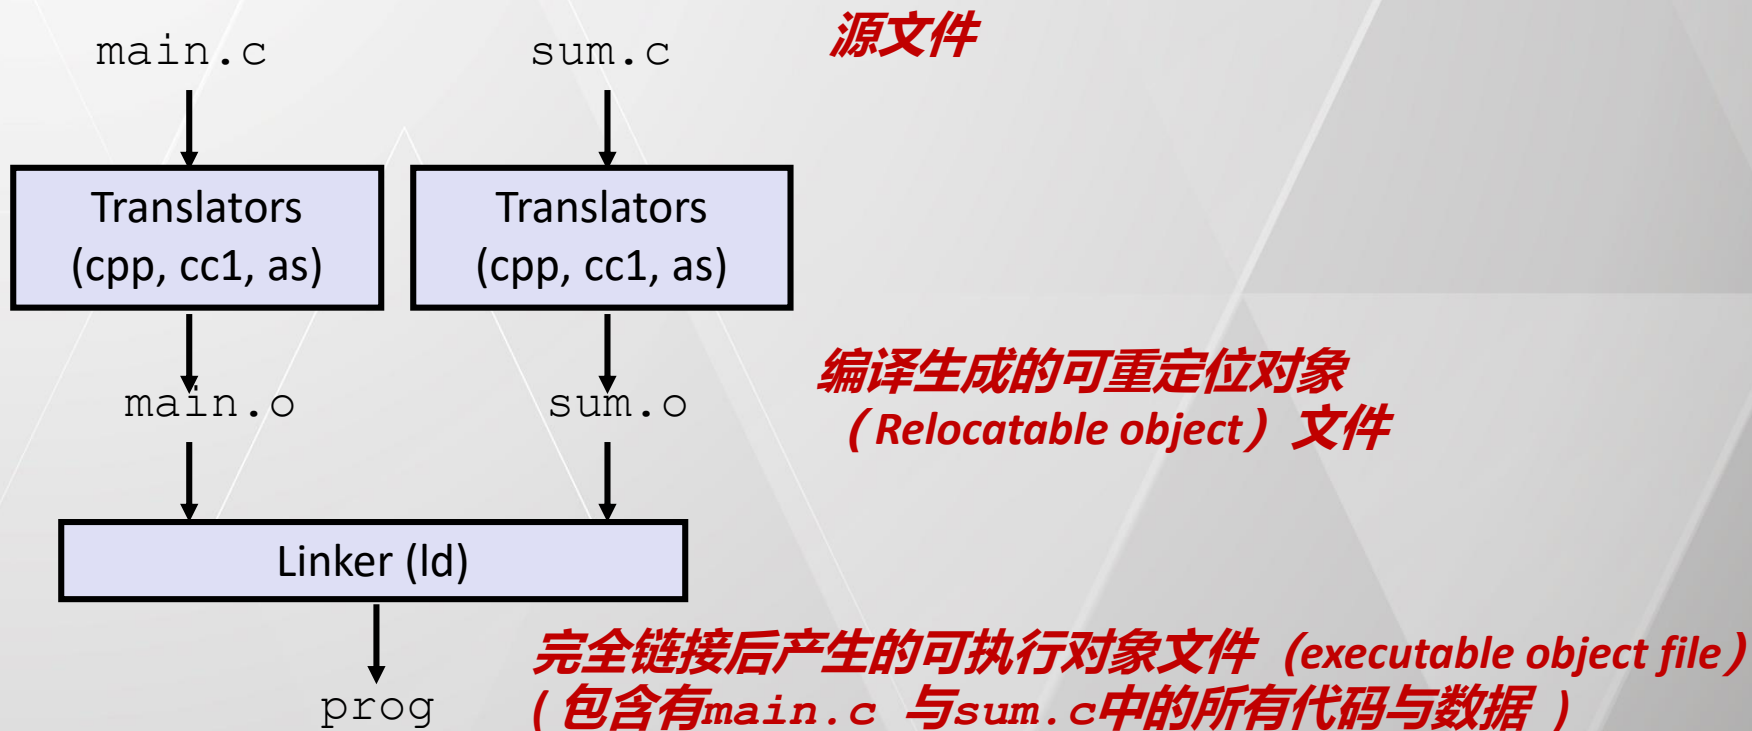 main.c
sum.c
源文件
Translators
(cpp, cc1, as)
Translators
(cpp, cc1, as)
main.o
sum.o
编译生成的可重定位对象
（Relocatable object）文件
Linker (ld)
prog
完全链接后产生的可执行对象文件（executable object file）
( 包含有main.c 与sum.c中的所有代码与数据 )